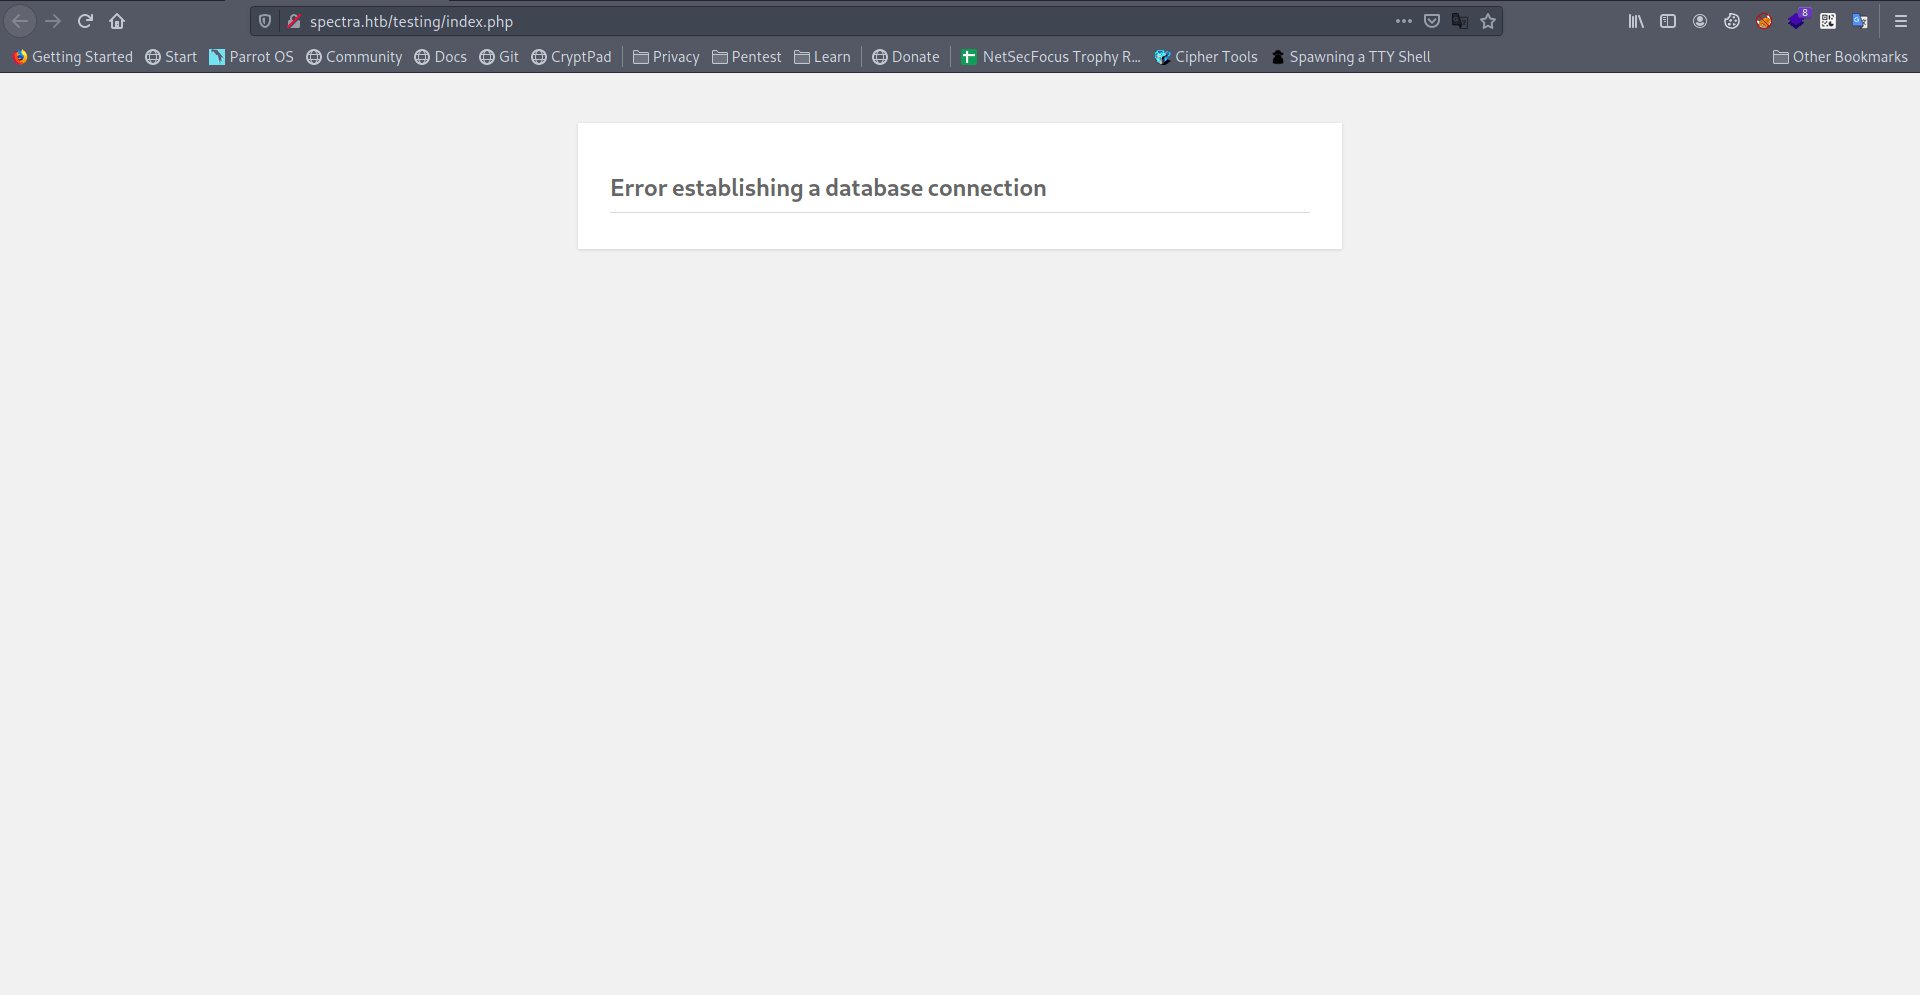 spectra.htb/testing/index.php
8
Getting Started Start Parrot OS Community Docs Git CryptPad Privacy Pentest Learn Donate NetSecFocus Trophy R... Cipher Tools Spawning a TTY Shell Other Bookmarks
Error establishing a database connection